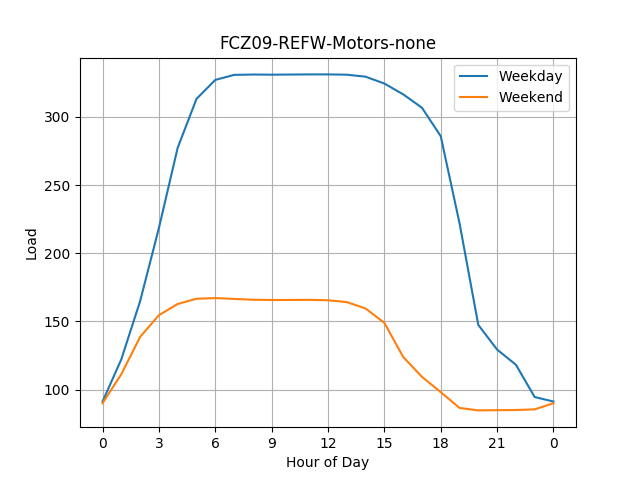 FCZ09-REFW-Motors-none
Weekday
Weekend
300
250
200
150
100
Load
0 3 6 9 12 15 18 21 0
Hour of Day